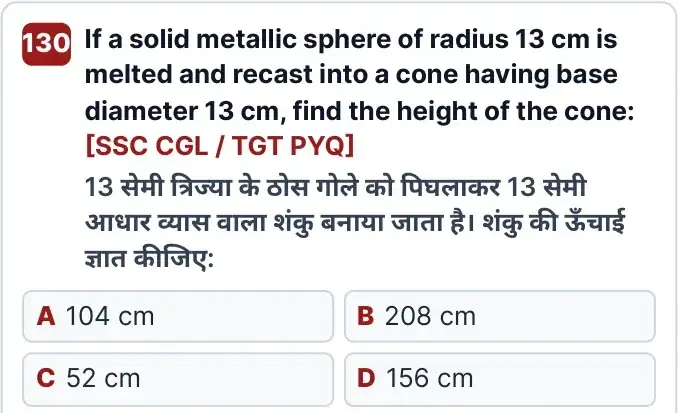 130 If a solid metallic sphere of radius 13 cm is
melted and recast into a cone having base
diameter 13 cm, find the height of the cone:
[SSC CGL / TGT PYQ]
13 सेमी त्रिज्या के ठोस गोले को पिघलाकर 13 सेमी
आधार व्यास वाला शंकु बनाया जाता है। शंकु की ऊँचाई
ज्ञात कीजिए:
A 104 cm
B 208 cm
C 52 cm
D 156 cm